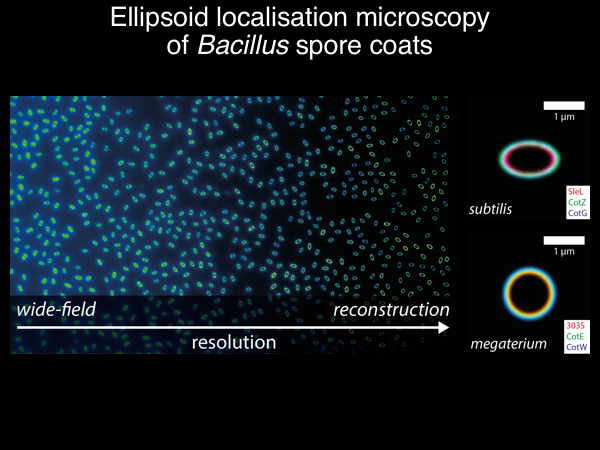 Ellipsoid localisation microscopy
of Bacillus spore coats
wide-field
reconstruction
resolution
1 μm
subtilis
SleL
CotZ
CotG
1 μm
megaterium
3035
CotE
CotW